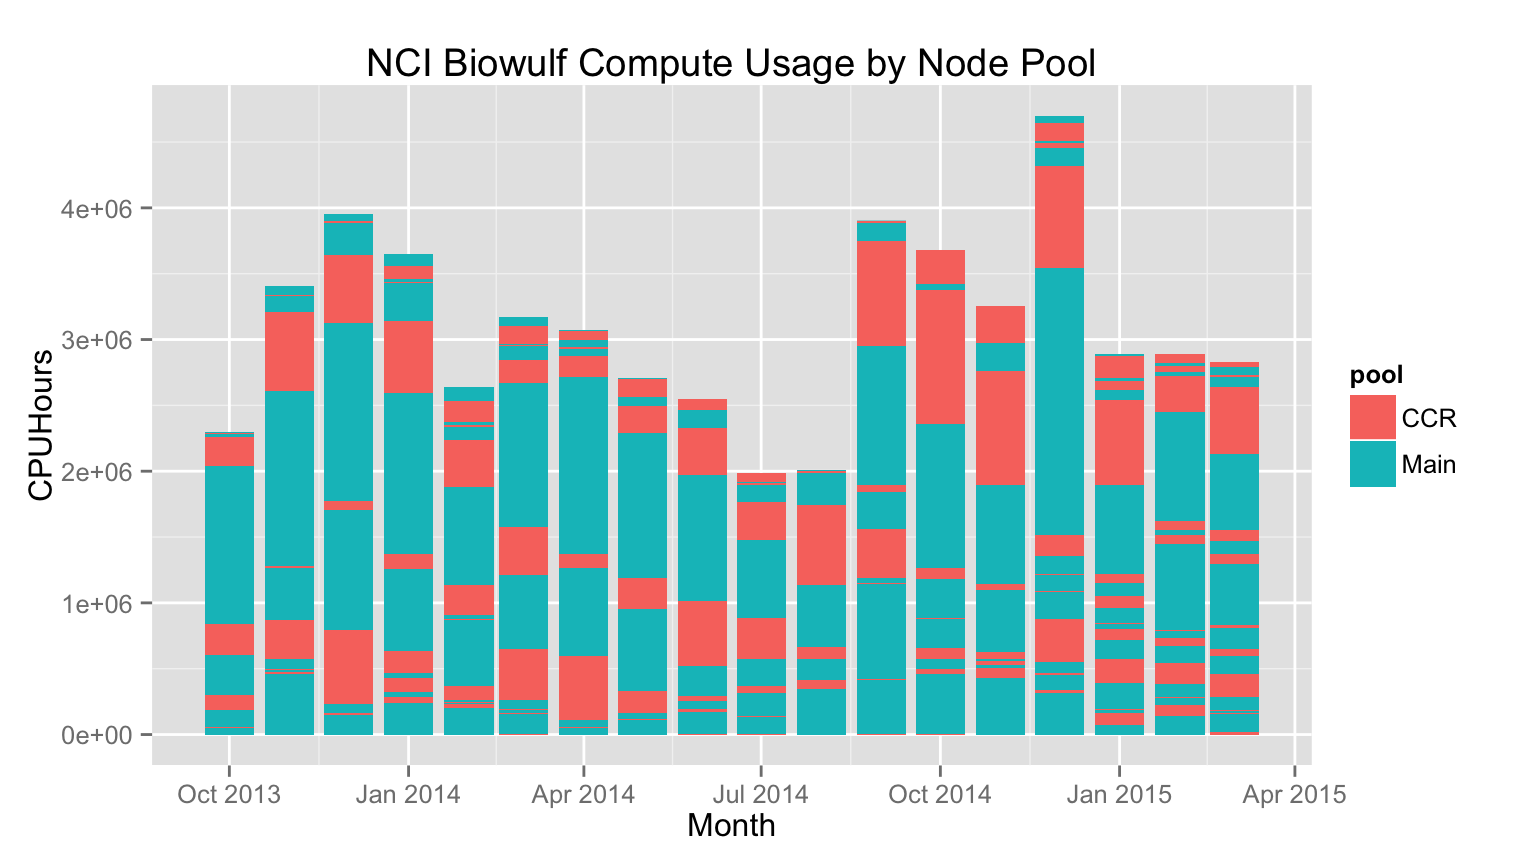 NCI Biowulf Compute Usage by Node Pool
CPUHours
4e+06
3e+06
2e+06
1e+06
0e+00
Oct 2013 Jan 2014 Apr 2014 Jul 2014 Oct 2014 Jan 2015 Apr 2015
Month
pool
CCR
Main